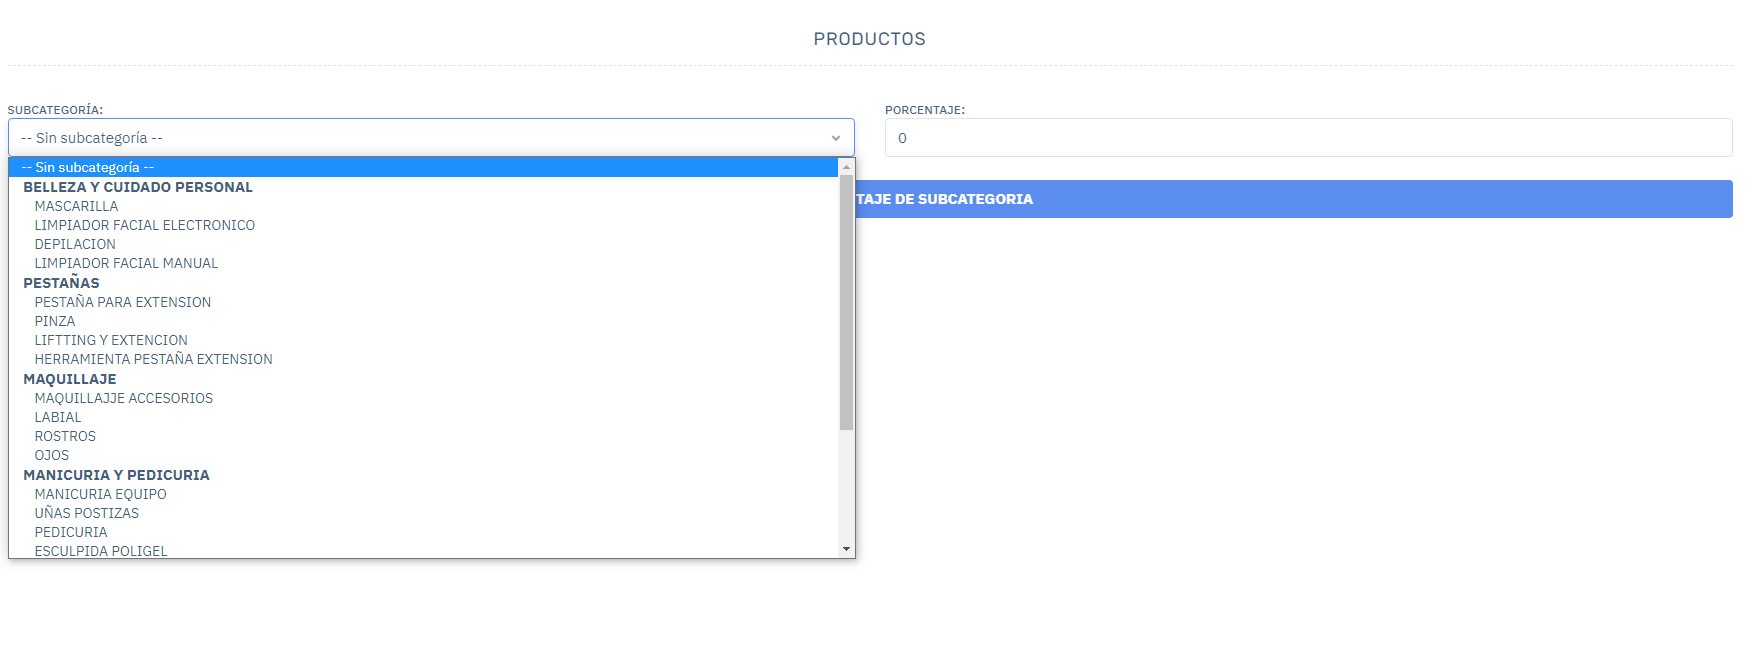 PRODUCTOS
SUBCATEGORÍA:
-- Sin subcategoría --
PORCENTAJE:
0
-- Sin subcategoría --
BELLEZA Y CUIDADO PERSONAL
MASCARILLA
LIMPIADOR FACIAL ELECTRONICO
DEPILACION
LIMPIADOR FACIAL MANUAL
PESTAÑAS
PESTAÑA PARA EXTENSION
PINZA
LIFTTING Y EXTENCION
HERRAMIENTA PESTAÑA EXTENSION
MAQUILLAJE
MAQUILLAJJE ACCESORIOS
LABIAL
ROSTROS
OJOS
MANICURIA Y PEDICURIA
MANICURIA EQUIPO
UÑAS POSTIZAS
PEDICURIA
ESCULPIDA POLIGEL
TAJE DE SUBCATEGORIA